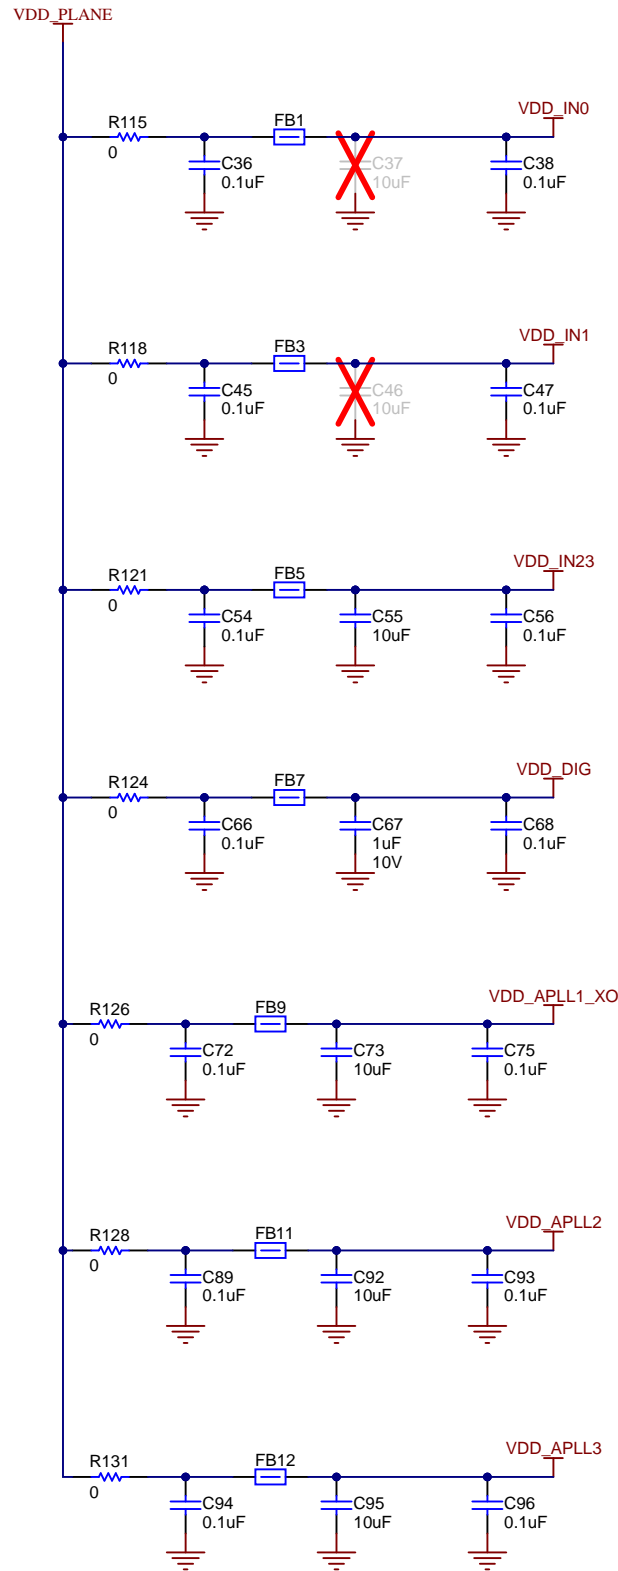 VDD_PLANE
VDD_IN0
R115
FB1
0
C36
0.1uF
C37
10uF
C38
0.1uF
VDD_IN1
R118
FB3
0
C45
0.1uF
C46
10uF
C47
0.1uF
VDD_IN23
R121
FB5
0
C54
0.1uF
C55
10uF
C56
0.1uF
VDD_DIG
R124
FB7
0
C66
0.1uF
C67
1uF
10V
C68
0.1uF
VDD_APLL1_XO
R126
FB9
0
C72
0.1uF
C73
10uF
C75
0.1uF
VDD_APLL2
R128
FB11
0
C89
0.1uF
C92
10uF
C93
0.1uF
VDD_APLL3
R131
FB12
0
C94
0.1uF
C95
10uF
C96
0.1uF